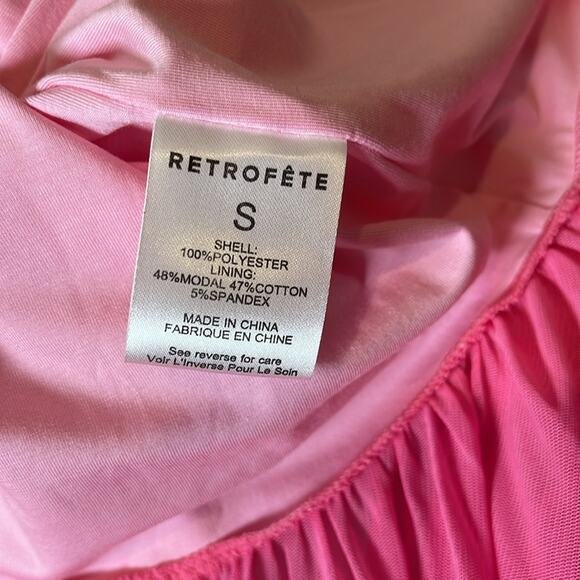 RETROFÊTE
S
SHELL:
100%POLYESTER
LINING:
48%MODAL 47%COTTON
5%SPANDEX
MADE IN CHINA
FABRIQUE EN CHINE
See reverse for care
Voir L'Inverse Pour Le Soin